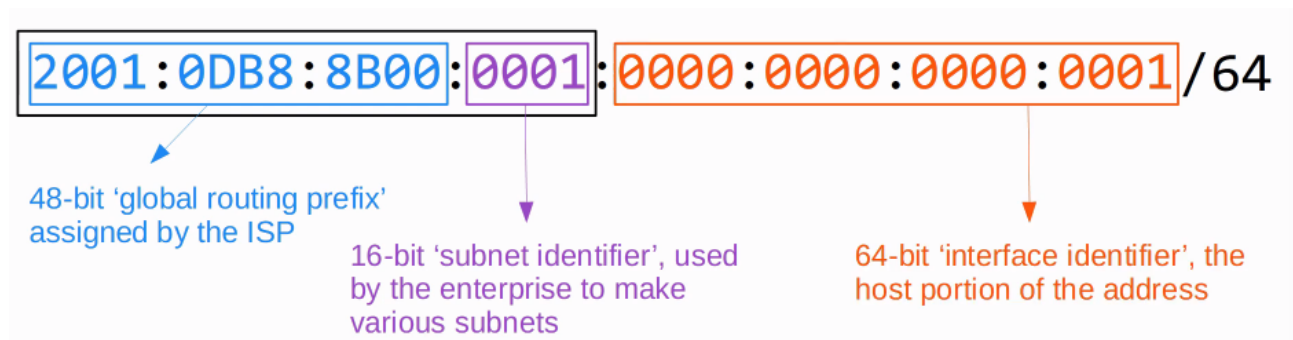 2001:0DB8:8B00:0001:0000:0000:0000:0001/64
48-bit ‘global routing prefix’
assigned by the ISP
16-bit ‘subnet identifier’, used
by the enterprise to make
various subnets
64-bit ‘interface identifier’, the
host portion of the address